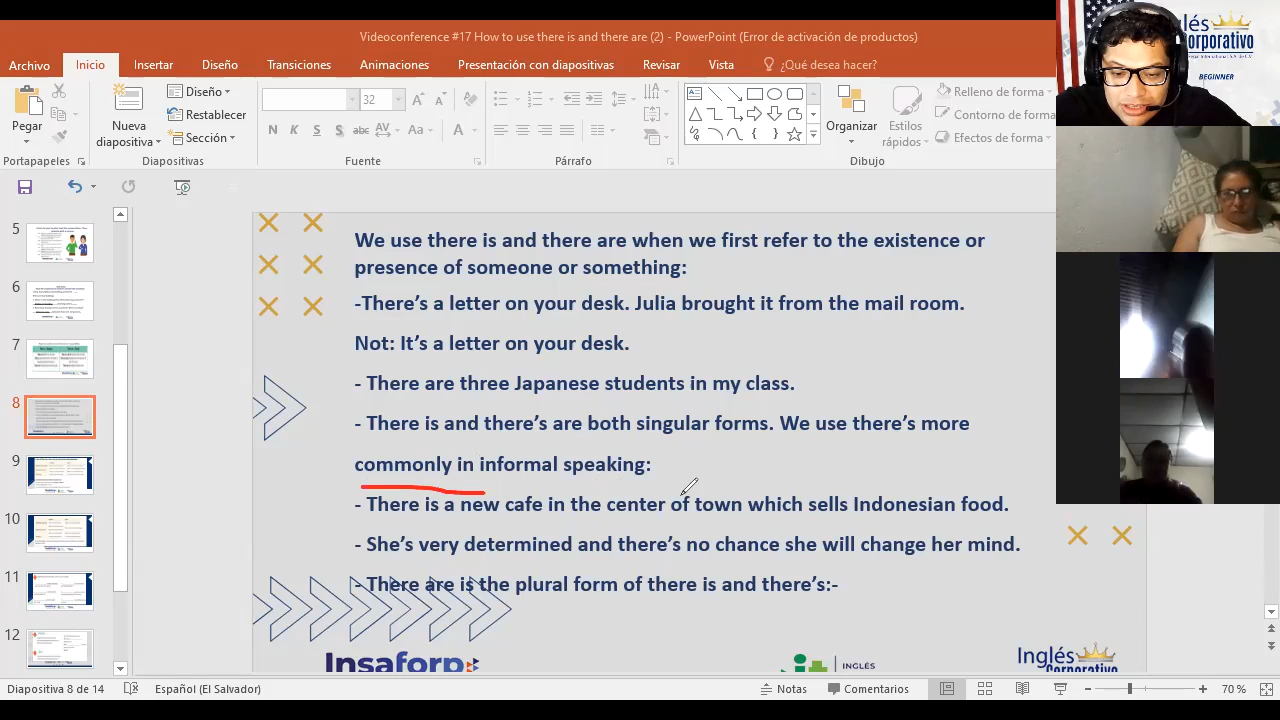 Videoconference #17 How to use there is and there are (2) - PowerPoint (Error de activación de productos)
Archivo Inicio Insertar Diseño Transiciones Animaciones Presentación con diapositivas Revisar Vista ¿Qué desea hacer?
Pegar
Nueva diapositiva
Diseño
Restablecer
Sección
32
N K S S abc AV Aa A
Organizar
Estilos rápidos
Relleno de forma
Contorno de forma
Efectos de forma
Portapapeles Diapositivas Fuente Párrafo Dibujo
Inglés
Corporativo
BEGINNER
5
6
7
8
9
10
11
12
We use there is and there are when we first refer to the existence or
presence of someone or something:
-There’s a letter on your desk. Julia brought it from the mail room.
Not: It’s a letter on your desk.
- There are three Japanese students in my class.
- There is and there’s are both singular forms. We use there’s more
commonly in informal speaking:
- There is a new cafe in the center of town which sells Indonesian food.
- She’s very determined and there’s no chance she will change her mind.
- There are is the plural form of there is and there’s:-
Insaforp
INGLÉS
Inglés
Corporativo
Diapositiva 8 de 14 Español (El Salvador) Notas Comentarios 70 %